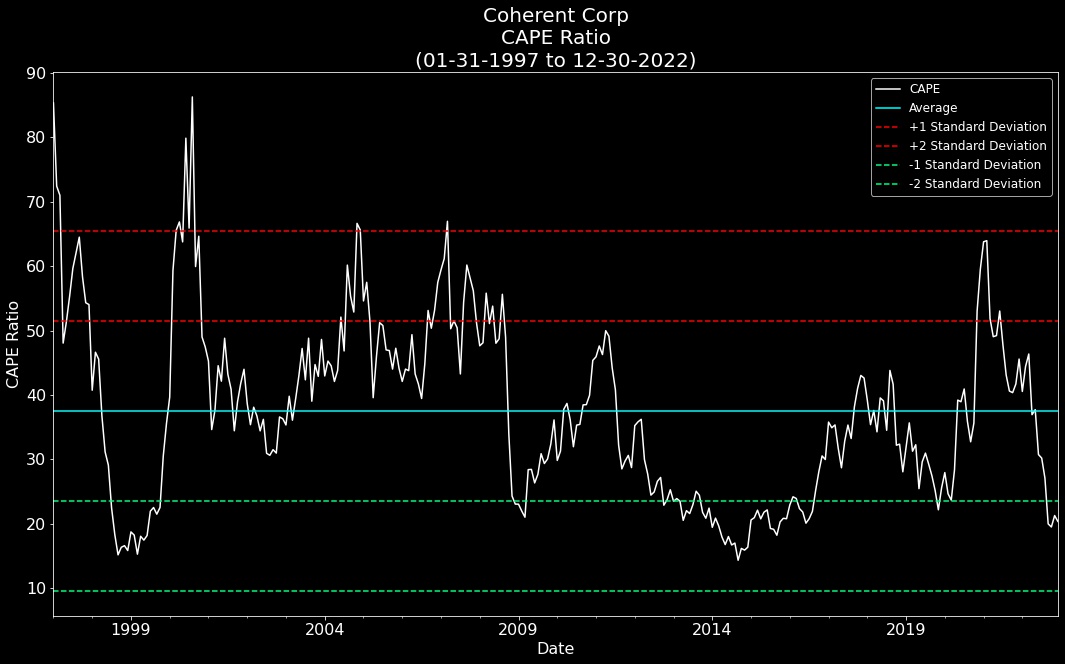 Coherent Corp
CAPE Ratio
(01-31-1997 to 12-30-2022)
CAPE
Average
+1 Standard Deviation
+2 Standard Deviation
-1 Standard Deviation
-2 Standard Deviation
CAPE Ratio
90
80
70
60
50
40
30
20
10
1999
2004
2009
2014
2019
Date